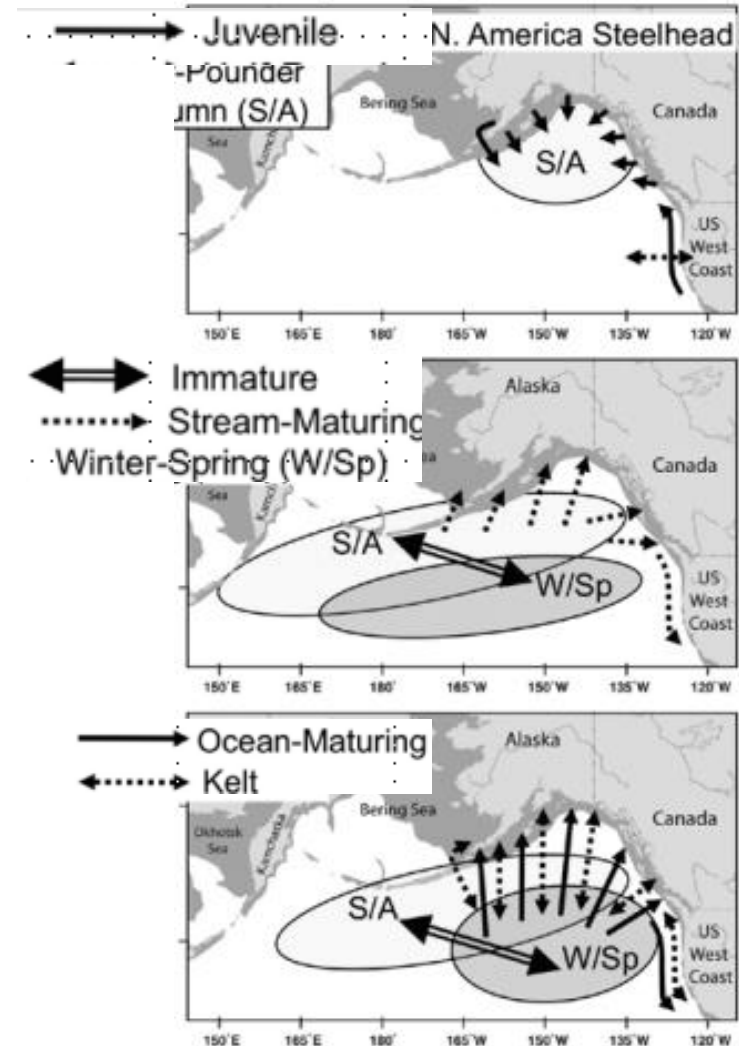 Juvenile
N. America Steelhead
-Pounder
umn (S/A)
Bering Sea
Canada
Sea
S/A
US
West
Coast
150°E 165°E 180° 165°W 150°W 135°W 120°W
Immature
Alaska
Stream-Maturing
Winter-Spring (W/Sp)
Canada
Sea
S/A
W/Sp
US
West
Coast
150°E 165°E 180° 165°W 150°W 135°W 120°W
Ocean-Maturing
Alaska
Kelt
Bering Sea
Canada
Okhotsk
Sea
Kamchatka
S/A
W/Sp
US
West
Coast
150°E 165°E 180° 165°W 150°W 135°W 120°W